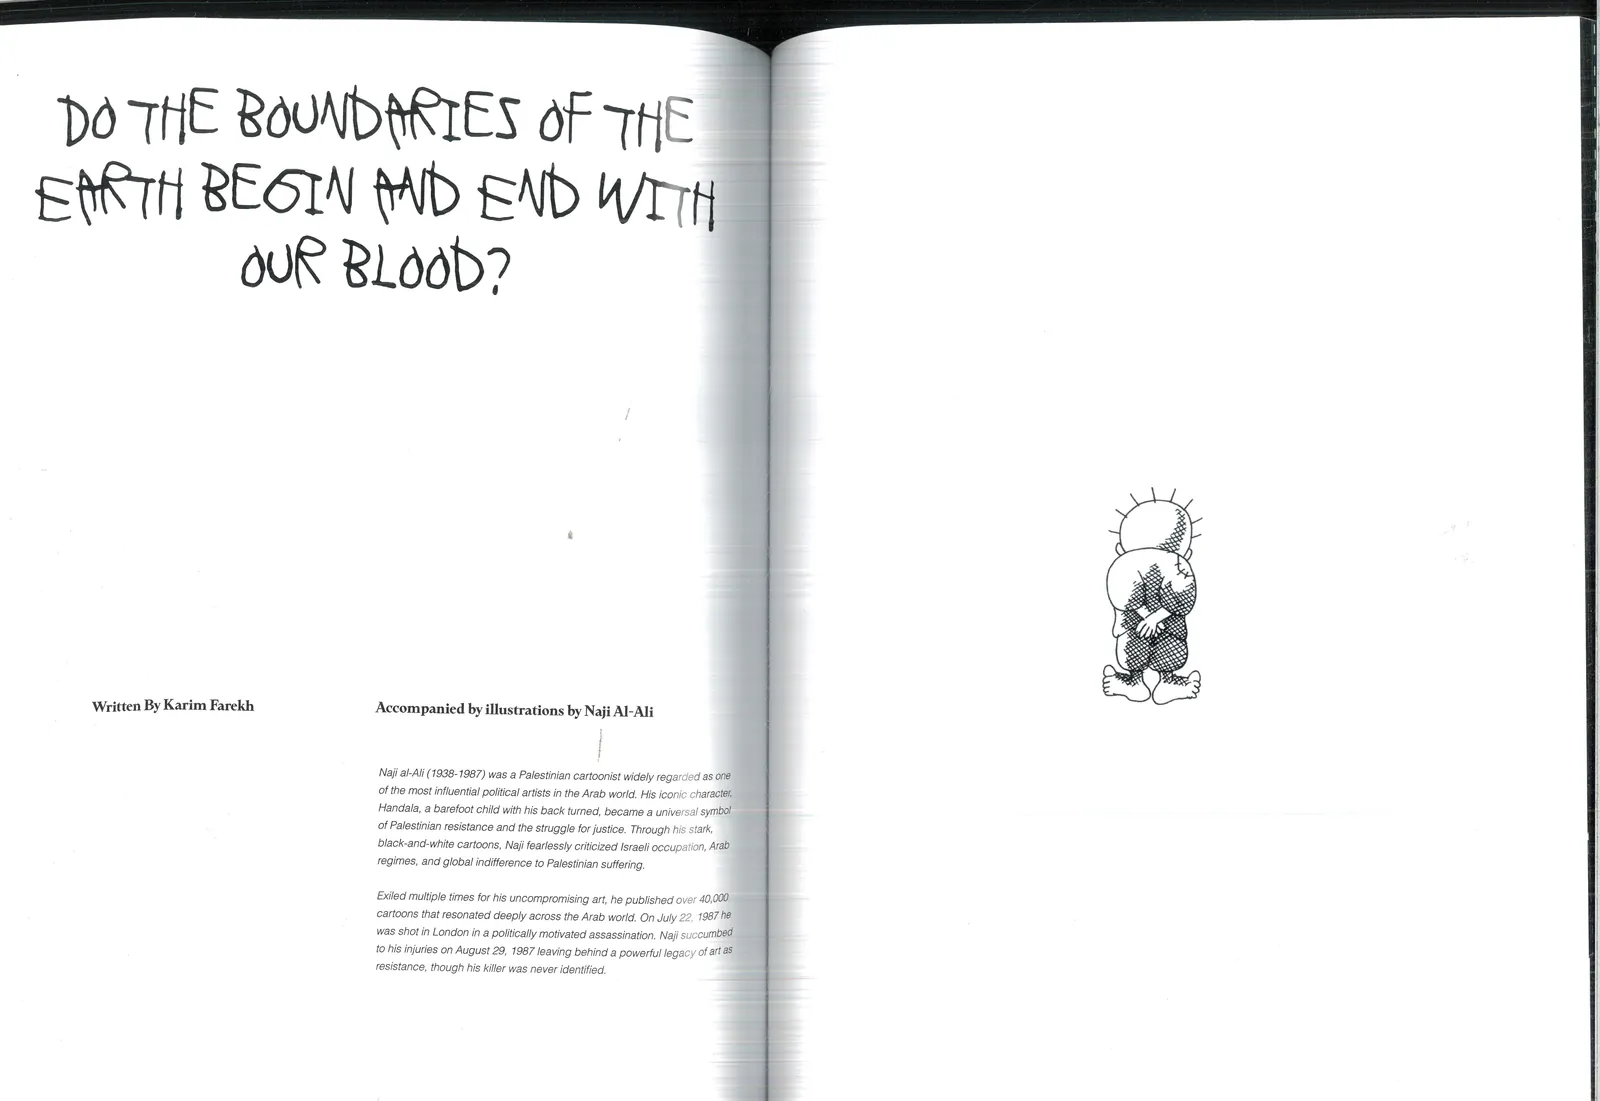 DO THE BOUNDARIES OF THE
EARTH BEGIN AND END WITH
OUR BLOOD?
Written By Karim Farekh
Accompanied by illustrations by Naji Al-Ali
Naji al-Ali (1938-1987) was a Palestinian cartoonist widely regarded as one
of the most influential political artists in the Arab world. His iconic character,
Handala, a barefoot child with his back turned, became a universal symbol
of Palestinian resistance and the struggle for justice. Through his stark,
black-and-white cartoons, Naji fearlessly criticized Israeli occupation, Arab
regimes, and global indifference to Palestinian suffering.
Exiled multiple times for his uncompromising art, he published over 40,000
cartoons that resonated deeply across the Arab world. On July 22, 1987 he
was shot in London in a politically motivated assassination. Naji succumbed
to his injuries on August 29, 1987 leaving behind a powerful legacy of art as
resistance, though his killer was never identified.